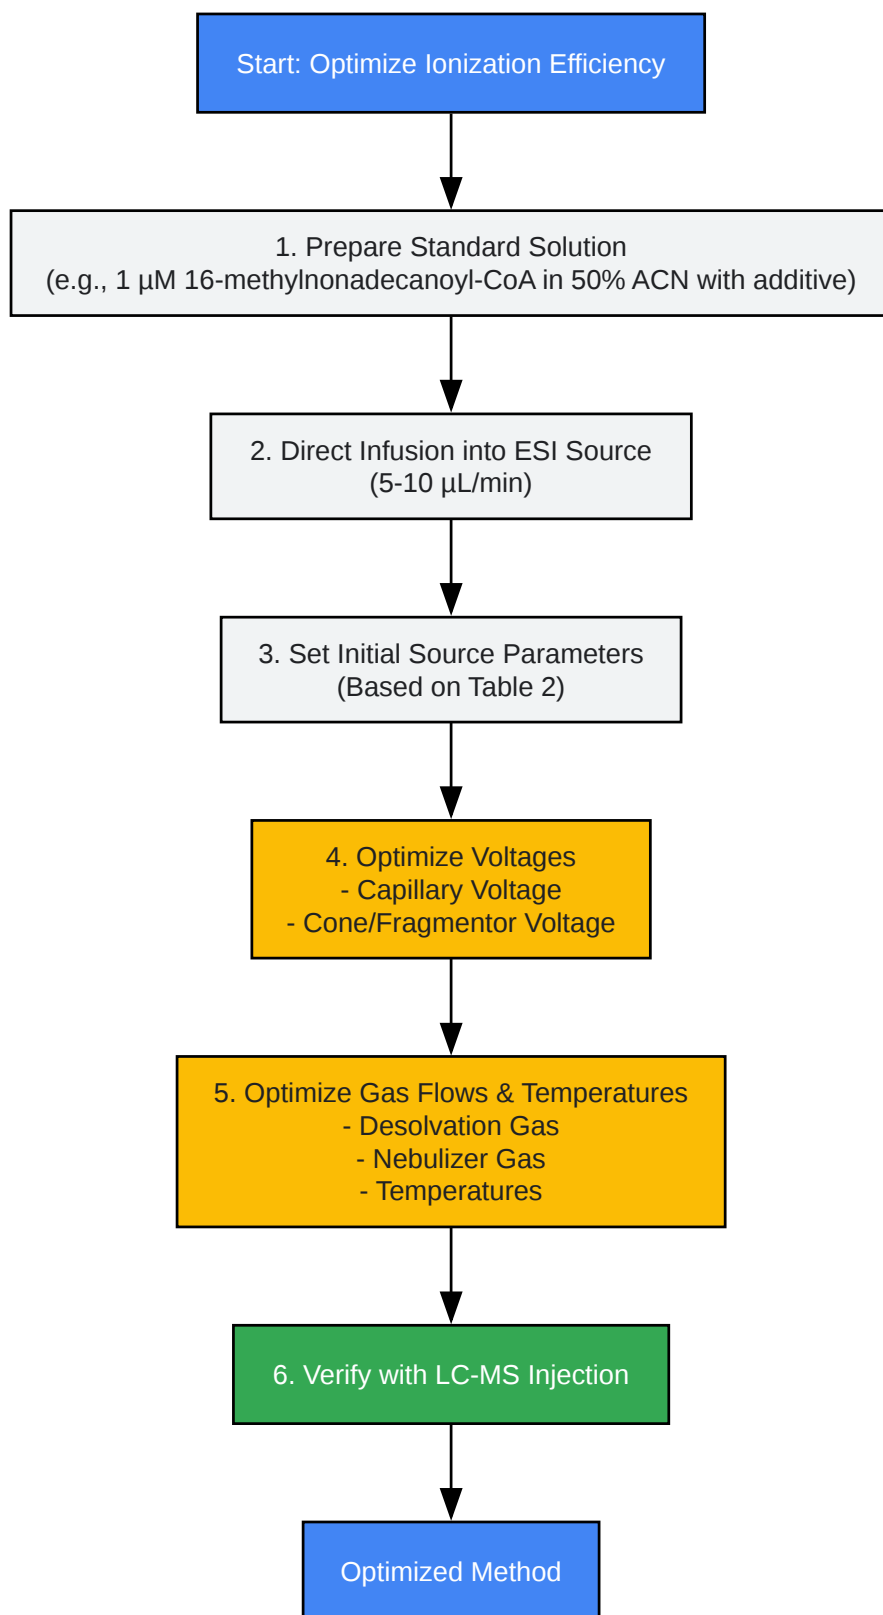 Start: Optimize Ionization Efficiency
1. Prepare Standard Solution
(e.g., 1 µM 16-methylnonadecanoyl-CoA in 50% ACN with additive)
2. Direct Infusion into ESI Source
(5-10 µL/min)
3. Set Initial Source Parameters
(Based on Table 2)
4. Optimize Voltages
- Capillary Voltage
- Cone/Fragmentor Voltage
5. Optimize Gas Flows & Temperatures
- Desolvation Gas
- Nebulizer Gas
- Temperatures
6. Verify with LC-MS Injection
Optimized Method